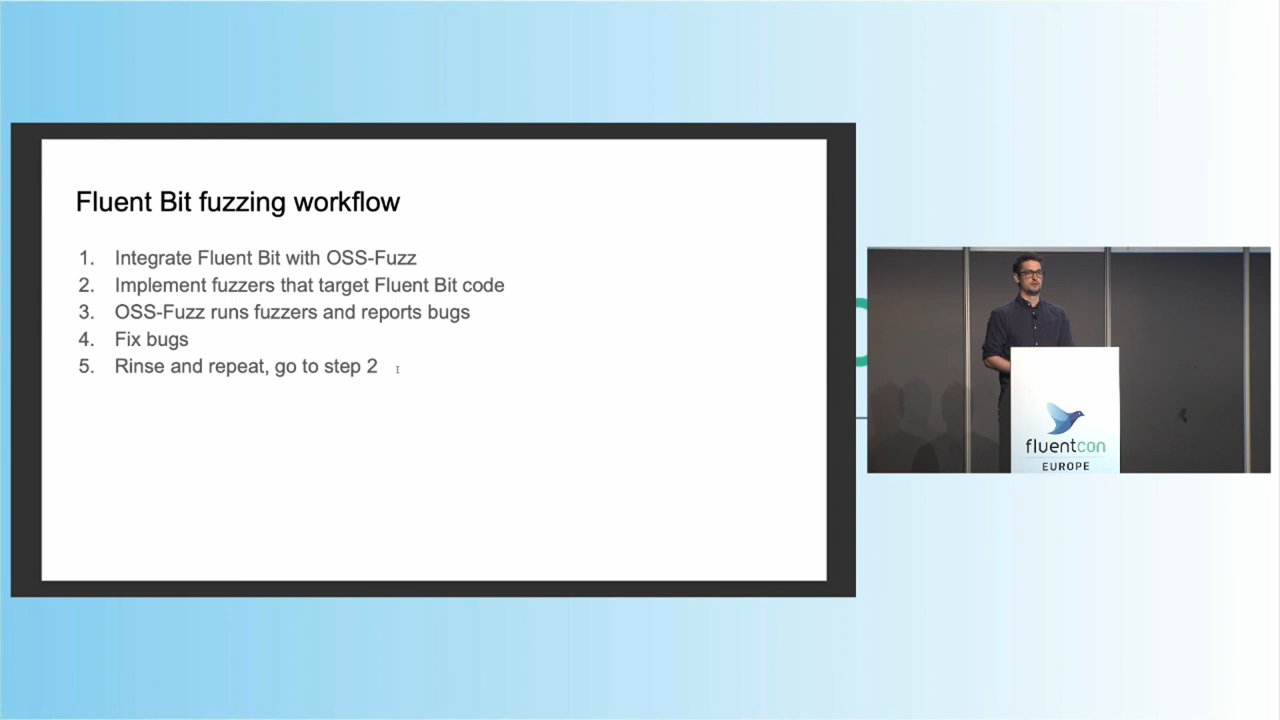 Fluent Bit fuzzing workflow
1. Integrate Fluent Bit with OSS-Fuzz
2. Implement fuzzers that target Fluent Bit code
3. OSS-Fuzz runs fuzzers and reports bugs
4. Fix bugs
5. Rinse and repeat, go to step 2
fluentcon
EUROPE